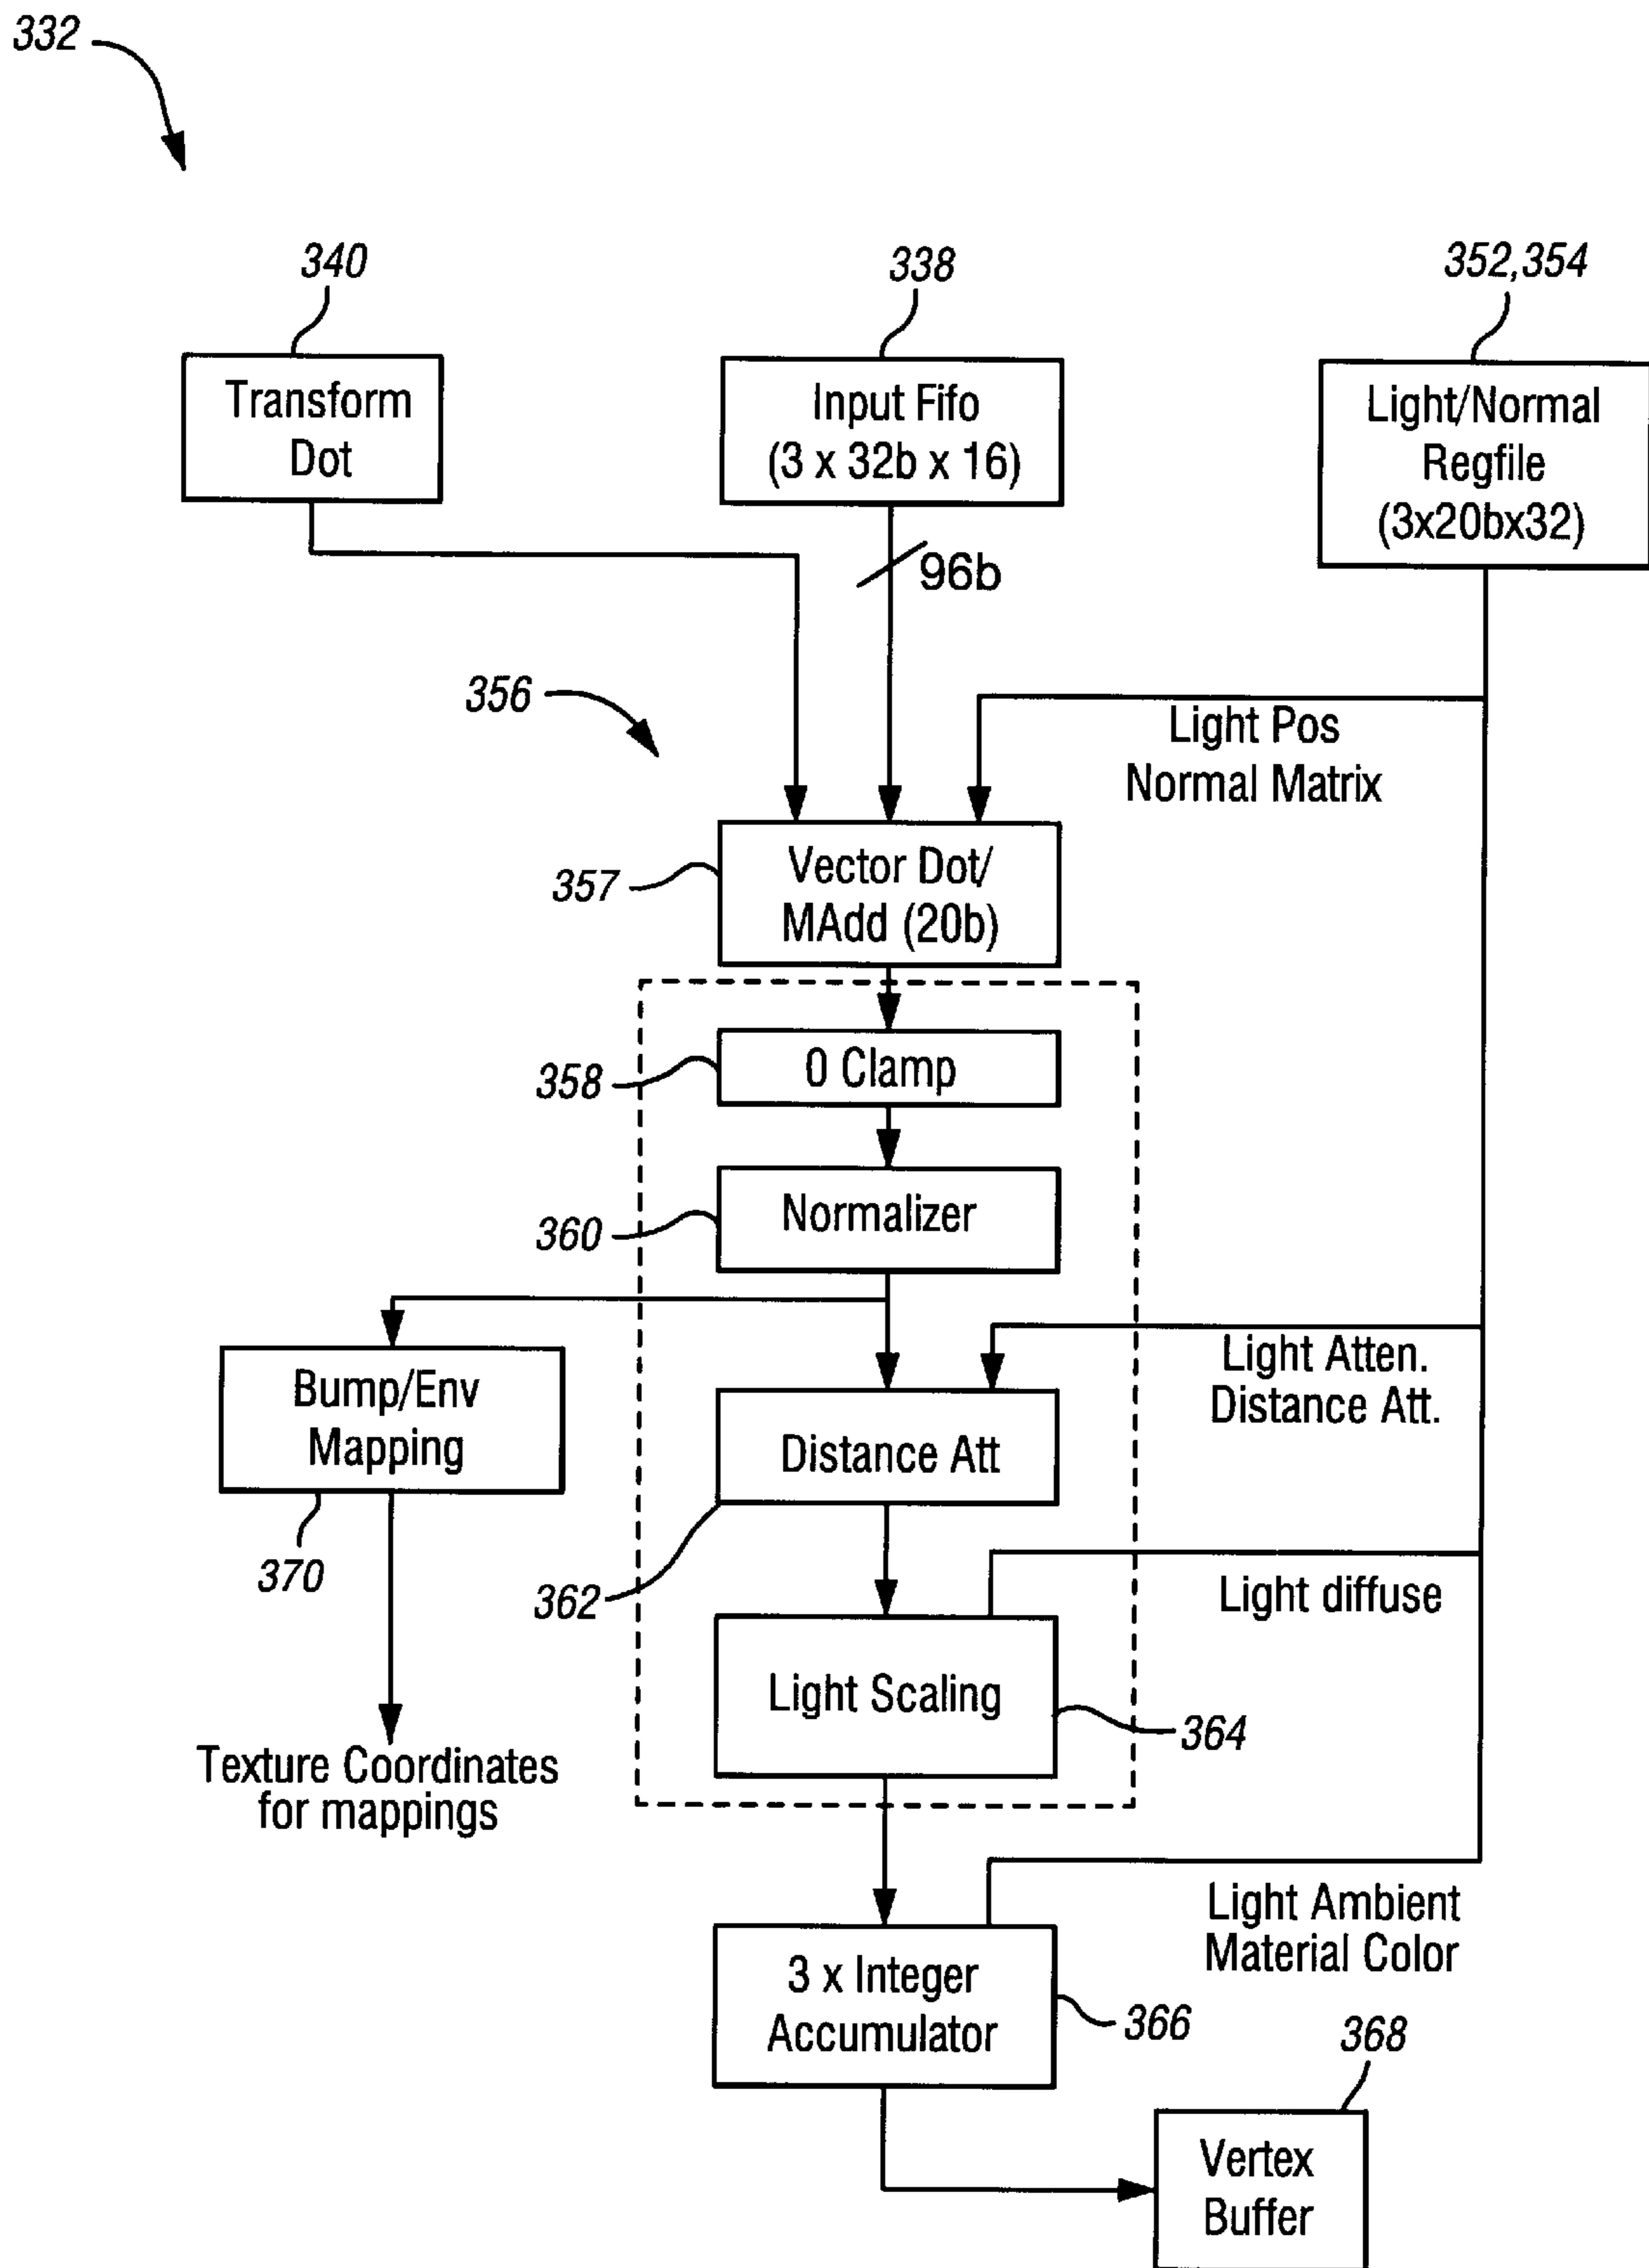 332
340
338
352,354
Transform
Dot
Input Fifo
(3 x 32b x 16)
Light/Normal
Regfile
(3x20bx32)
96b
356
Light Pos
Normal Matrix
357
Vector Dot/
MAdd (20b)
358
0 Clamp
360
Normalizer
Bump/Env
Mapping
Light Atten.
Distance Att.
Distance Att
370
362
Light diffuse
Light Scaling
364
Texture Coordinates
for mappings
Light Ambient
Material Color
3 x Integer
Accumulator
366
368
Vertex
Buffer